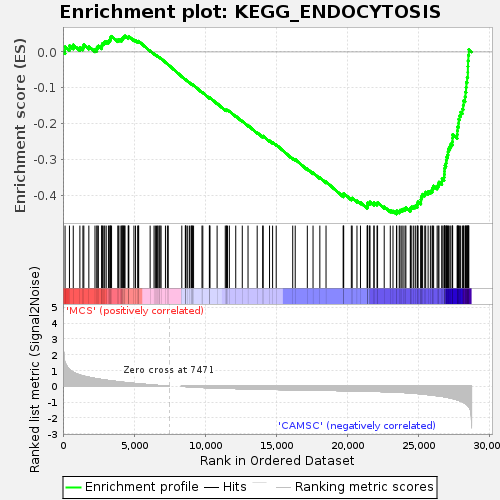 Enrichment plot: KEGG_ENDOCYTOSIS
Enrichment score (ES)
0.0
-0.1
-0.2
-0.3
-0.4
'MCS' (positively correlated)
Ranked list metric (Signal2Noise)
5
4
3
2
1
0
-1
-2
-3
Zero cross at 7471
'CAMSC' (negatively correlated)
0 5,000 10,000 15,000 20,000 25,000 30,000
Rank in Ordered Dataset
Enrichment profile Hits Ranking metric scores